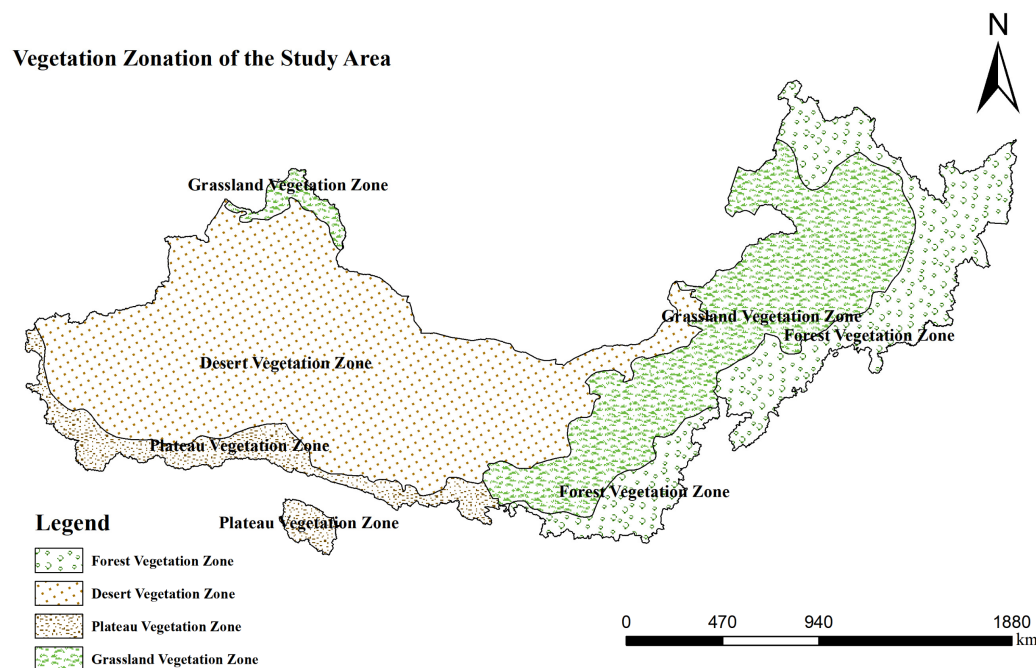 N
Vegetation Zonation of the Study Area
Grassland Vegetation Zone
Grassland Vegetation Zone
Forest Vegetation Zone
Desert Vegetation Zone
Plateau Vegetation Zone
Forest Vegetation Zone
Plateau Vegetation Zone
Legend
Forest Vegetation Zone
Desert Vegetation Zone
Plateau Vegetation Zone
Grassland Vegetation Zone
0 470 940 1880
km